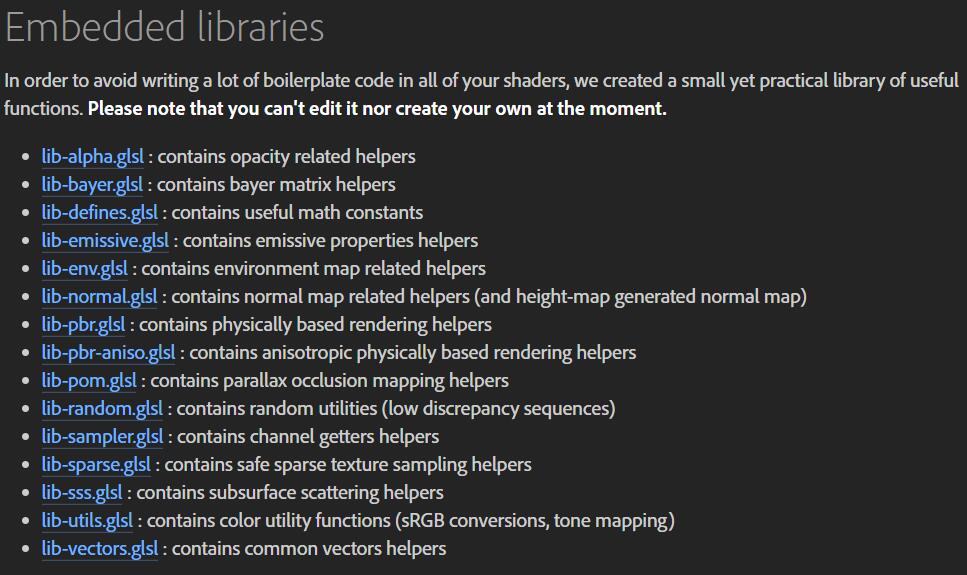 Embedded libraries
In order to avoid writing a lot of boilerplate code in all of your shaders, we created a small yet practical library of useful
functions. Please note that you can't edit it nor create your own at the moment.
• lib-alpha.glsl : contains opacity related helpers
• lib-bayer.glsl : contains bayer matrix helpers
• lib-defines.glsl : contains useful math constants
• lib-emissive.glsl : contains emissive properties helpers
• lib-env.glsl : contains environment map related helpers
• lib-normal.glsl : contains normal map related helpers (and height-map generated normal map)
• lib-pbr.glsl : contains physically based rendering helpers
• lib-pbr-aniso.glsl : contains anisotropic physically based rendering helpers
• lib-pom.glsl : contains parallax occlusion mapping helpers
• lib-random.glsl : contains random utilities (low discrepancy sequences)
• lib-sampler.glsl : contains channel getters helpers
• lib-sparse.glsl : contains safe sparse texture sampling helpers
• lib-sss.glsl : contains subsurface scattering helpers
• lib-utils.glsl : contains color utility functions (sRGB conversions, tone mapping)
• lib-vectors.glsl : contains common vectors helpers